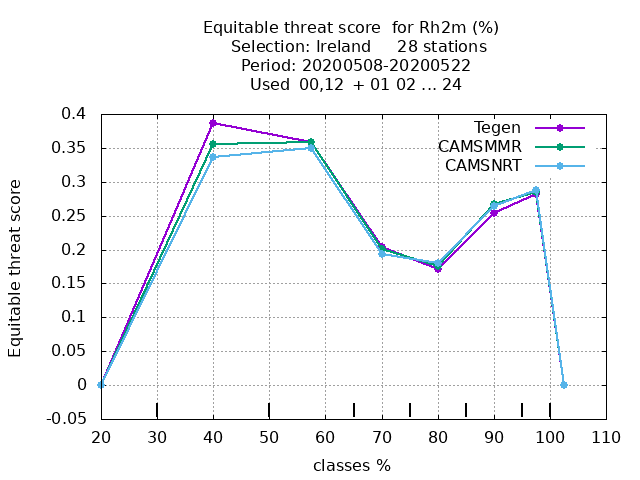 Equitable threat score for Rh2m (%)
Selection: Ireland 28 stations
Period: 20200508-20200522
Used 00,12 + 01 02 ... 24
Tegen
CAMSMMR
CAMSNRT
Equitable threat score
0.4
0.35
0.3
0.25
0.2
0.15
0.1
0.05
0
-0.05
20 30 40 50 60 70 80 90 100 110
classes %